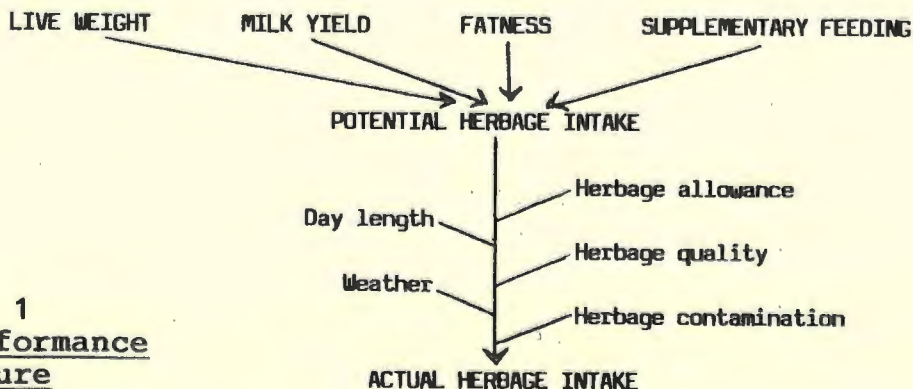 LIVE WEIGHT MILK YIELD FATNESS SUPPLEMENTARY FEEDING
POTENTIAL HERBAGE INTAKE
Herbage allowance
Day length
Herbage quality
Weather
Herbage contamination
ACTUAL HERBAGE INTAKE
1
formance
ure